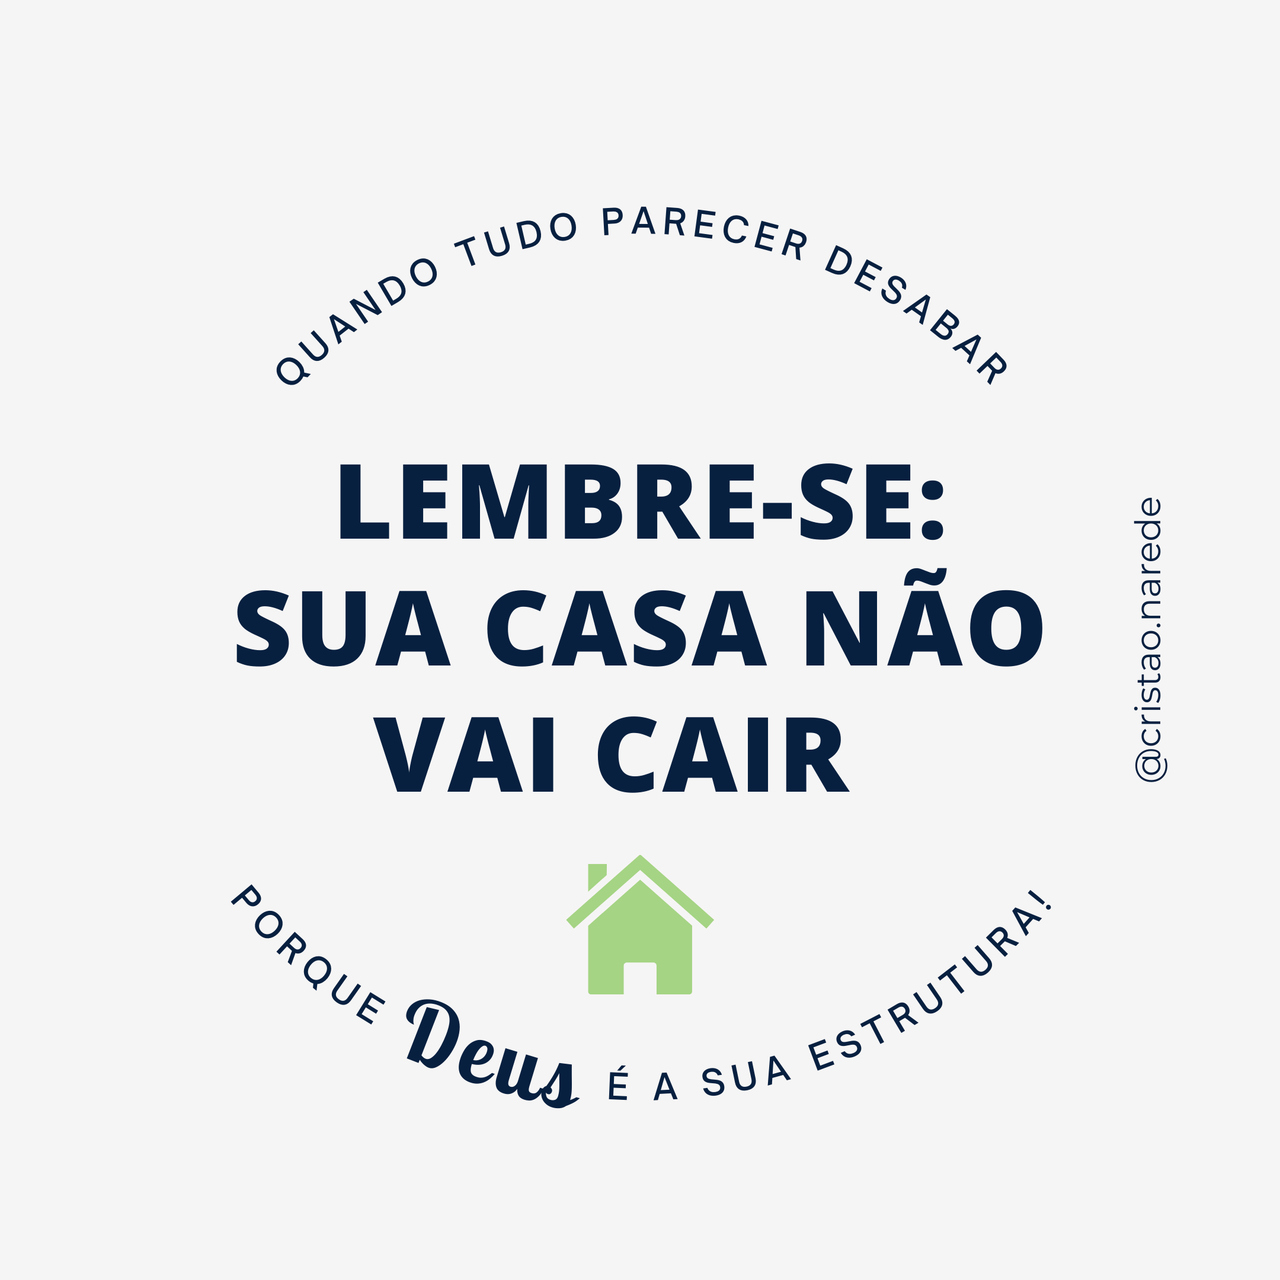 QUANDO TUDO PARECER DESABAR
LEMBRE-SE:
SUA CASA NÃO
VAI CAIR
PORQUE Deus É A SUA ESTRUTURA!
@cristao.narede